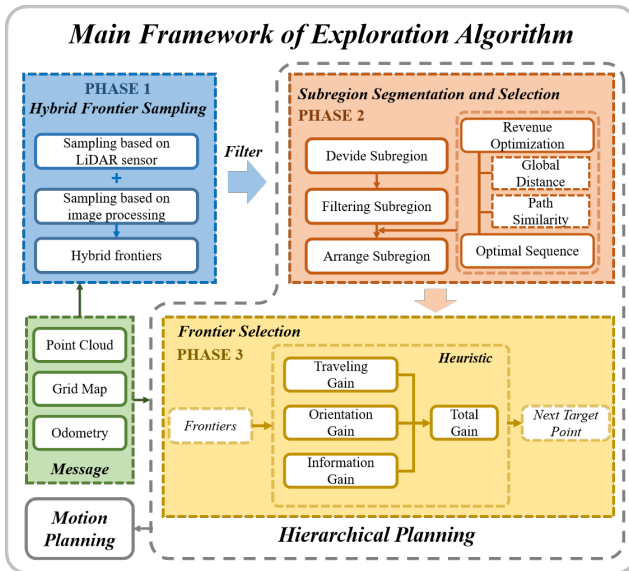 Main Framework of Exploration Algorithm
PHASE 1
Hybrid Frontier Sampling
Sampling based on
LiDAR sensor
+
Sampling based on
image processing
Hybrid frontiers
Filter
Subregion Segmentation and Selection
PHASE 2
Devide Subregion
Filtering Subregion
Arrange Subregion
Revenue
Optimization
Global
Distance
Path
Similarity
Optimal Sequence
Point Cloud
Grid Map
Odometry
Message
Frontier Selection
PHASE 3
Heuristic
Frontiers
Traveling
Gain
Orientation
Gain
Information
Gain
Total
Gain
Next Target
Point
Motion
Planning
Hierarchical Planning